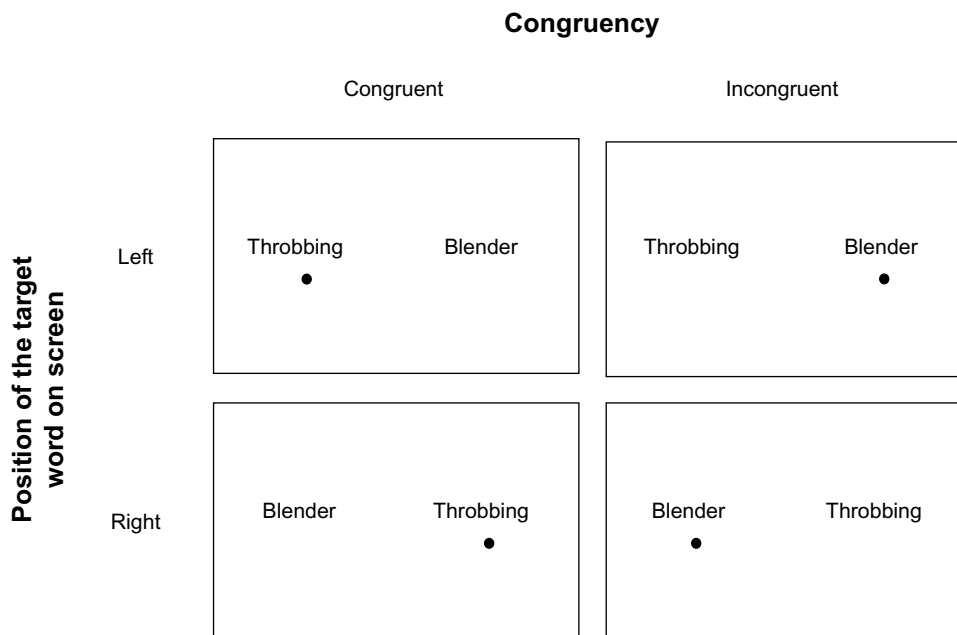 Congruency
Congruent Incongruent
Position of the target
word on screen
Left
Throbbing Blender
Throbbing Blender
Right
Blender Throbbing
Blender Throbbing